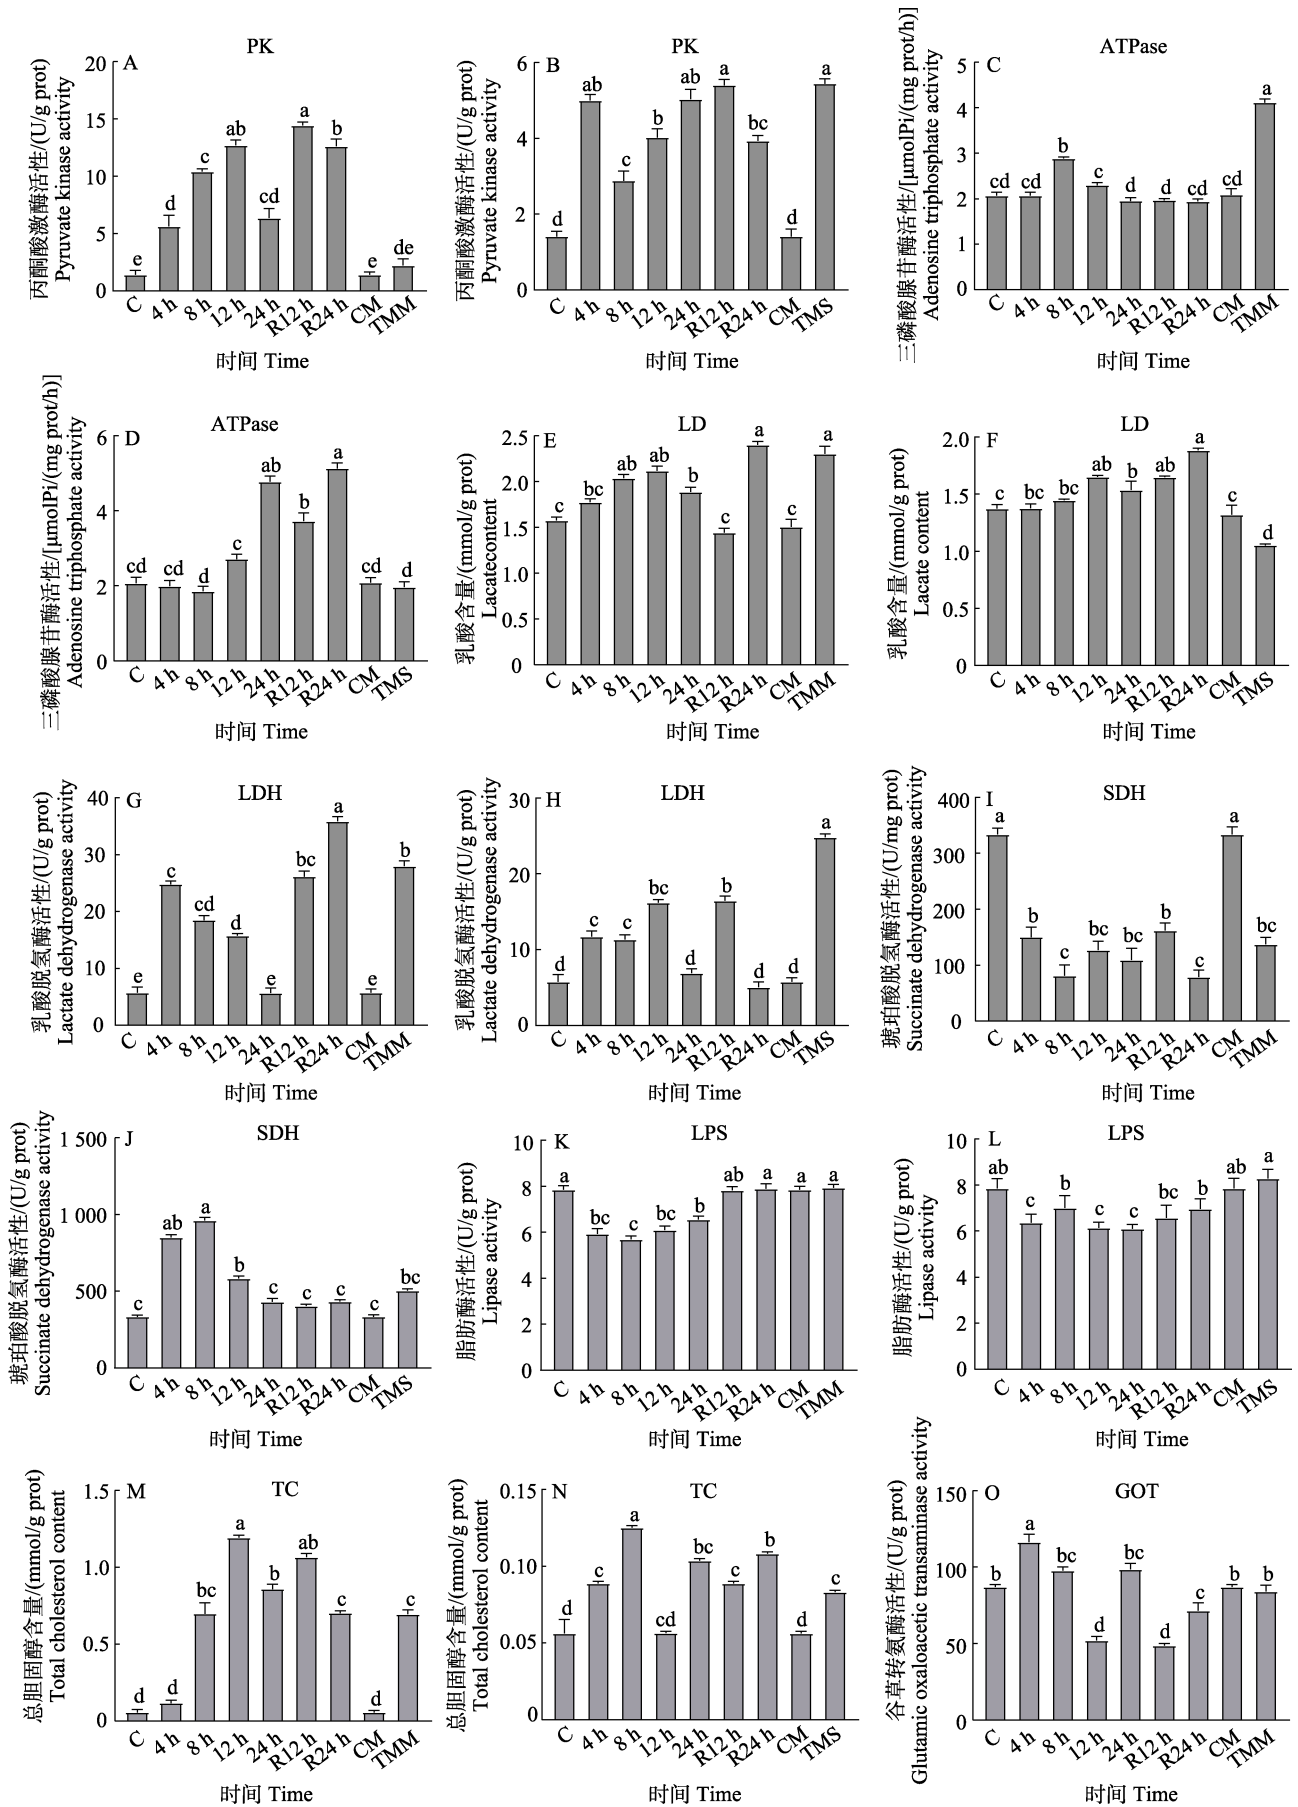 PK
A
丙酮酸激酶活性/(U/g prot)
Pyruvate kinase activity
20
15
10
5
0
e d c ab cd a b e de
C 4 h 8 h 12 h 24 h R12 h R24 h CM TMM
时间 Time
PK
B
丙酮酸激酶活性/(U/g prot)
Pyruvate kinase activity
6
4
2
0
d ab c b ab a bc d a
C 4 h 8 h 12 h 24 h R12 h R24 h CM TMS
时间 Time
ATPase
C
三磷酸腺苷酶活性/[μmolPi/(mg prot/h)]
Adenosine triphosphate activity
5
4
3
2
1
0
cd cd b c d d cd cd a
C 4 h 8 h 12 h 24 h R12 h R24 h CM TMM
时间 Time
ATPase
D
三磷酸腺苷酶活性/[μmolPi/(mg prot/h)]
Adenosine triphosphate activity
6
4
2
0
cd cd d c ab b a cd d
C 4 h 8 h 12 h 24 h R12 h R24 h CM TMS
时间 Time
LD
E
乳酸含量/(mmol/g prot)
Lacatecontent
2.5
2.0
1.5
1.0
0.5
0
c bc ab ab b c a c a
C 4 h 8 h 12 h 24 h R12 h R24 h CM TMM
时间 Time
LD
F
乳酸含量/(mmol/g prot)
Lacate content
2.0
1.5
1.0
0.5
0
c bc bc ab b ab a c d
C 4 h 8 h 12 h 24 h R12 h R24 h CM TMS
时间 Time
LDH
G
乳酸脱氢酶活性/(U/g prot)
Lactate dehydrogenase activity
40
30
20
10
0
e c cd d e bc a e b
C 4 h 8 h 12 h 24 h R12 h R24 h CM TMM
时间 Time
LDH
H
乳酸脱氢酶活性/(U/g prot)
Lactate dehydrogenase activity
30
20
10
0
d c c bc d b d d a
C 4 h 8 h 12 h 24 h R12 h R24 h CM TMS
时间 Time
SDH
I
琥珀酸脱氢酶活性/(U/mg prot)
Succinate dehydrogenase activity
400
300
200
100
0
a b c bc bc b c a bc
C 4 h 8 h 12 h 24 h R12 h R24 h CM TMM
时间 Time
SDH
J
琥珀酸脱氢酶活性/(U/g prot)
Succinate dehydrogenase activity
1 500
1 000
500
0
c ab a b c c c c bc
C 4 h 8 h 12 h 24 h R12 h R24 h CM TMS
时间 Time
LPS
K
脂肪酶活性/(U/g prot)
Lipase activity
10
8
6
4
2
0
a bc c bc b ab a a a
C 4 h 8 h 12 h 24 h R12 h R24 h CM TMM
时间 Time
LPS
L
脂肪酶活性/(U/g prot)
Lipase activity
10
8
6
4
2
0
ab c b c c bc b ab a
C 4 h 8 h 12 h 24 h R12 h R24 h CM TMS
时间 Time
TC
M
总胆固醇含量/(mmol/g prot)
Total cholesterol content
1.5
1.0
0.5
0
d d bc a b ab c d c
C 4 h 8 h 12 h 24 h R12 h R24 h CM TMM
时间 Time
TC
N
总胆固醇含量/(mmol/g prot)
Total cholesterol content
0.15
0.10
0.05
0
d c a cd bc c b d c
C 4 h 8 h 12 h 24 h R12 h R24 h CM TMS
时间 Time
GOT
O
谷草转氨酶活性/(U/g prot)
Glutamic oxaloacetic transaminase activity
150
100
50
0
b a bc d bc d c b b
C 4 h 8 h 12 h 24 h R12 h R24 h CM TMM
时间 Time